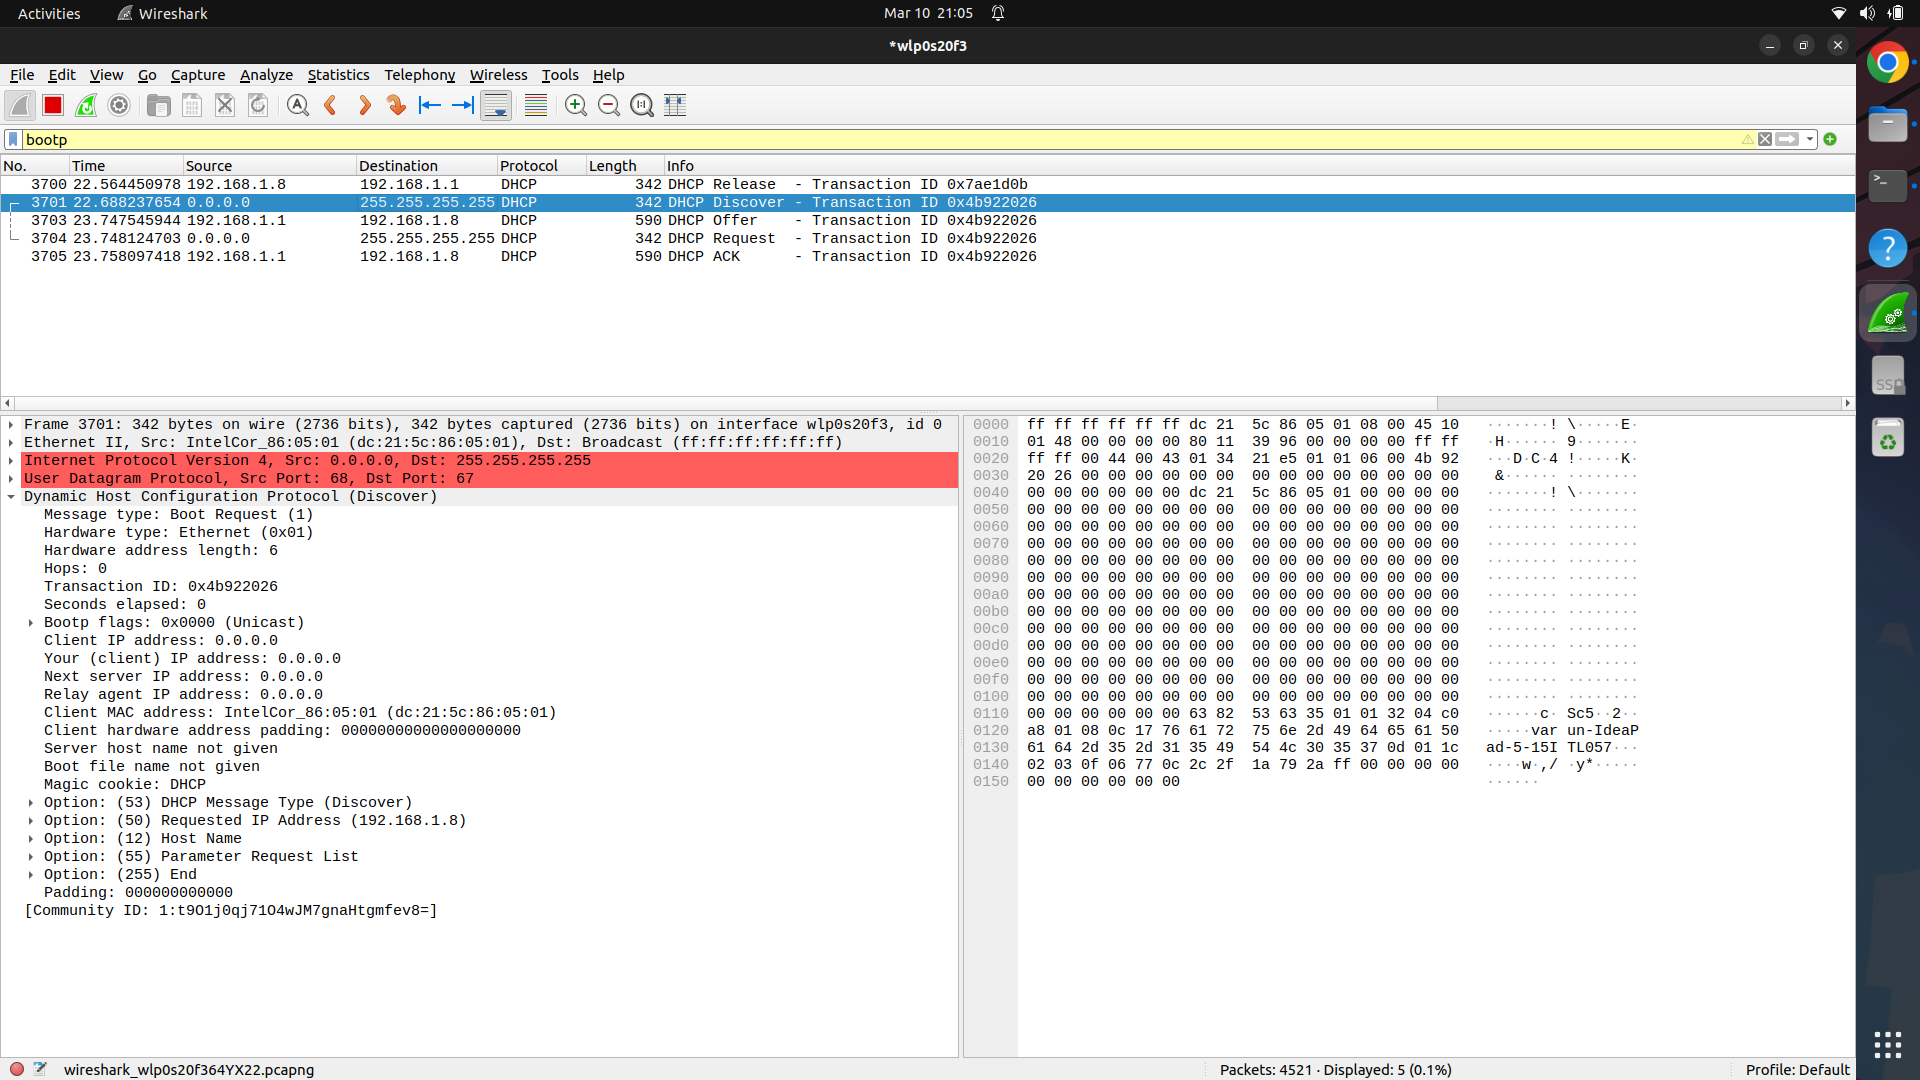 Activities Wireshark Mar 10 21:05
*wlp0s20f3
File Edit View Go Capture Analyze Statistics Telephony Wireless Tools Help
bootp
No. Time Source Destination Protocol Length Info
3700 22.564450978 192.168.1.8 192.168.1.1 DHCP 342 DHCP Release - Transaction ID 0x7ae1d0b
3701 22.688237654 0.0.0.0 255.255.255.255 DHCP 342 DHCP Discover - Transaction ID 0x4b922026
3703 23.747545944 192.168.1.1 192.168.1.8 DHCP 590 DHCP Offer - Transaction ID 0x4b922026
3704 23.748124703 0.0.0.0 255.255.255.255 DHCP 342 DHCP Request - Transaction ID 0x4b922026
3705 23.758097418 192.168.1.1 192.168.1.8 DHCP 590 DHCP ACK - Transaction ID 0x4b922026
Frame 3701: 342 bytes on wire (2736 bits), 342 bytes captured (2736 bits) on interface wlp0s20f3, id 0
Ethernet II, Src: IntelCor_86:05:01 (dc:21:5c:86:05:01), Dst: Broadcast (ff:ff:ff:ff:ff:ff)
Internet Protocol Version 4, Src: 0.0.0.0, Dst: 255.255.255.255
User Datagram Protocol, Src Port: 68, Dst Port: 67
Dynamic Host Configuration Protocol (Discover)
Message type: Boot Request (1)
Hardware type: Ethernet (0x01)
Hardware address length: 6
Hops: 0
Transaction ID: 0x4b922026
Seconds elapsed: 0
Bootp flags: 0x0000 (Unicast)
Client IP address: 0.0.0.0
Your (client) IP address: 0.0.0.0
Next server IP address: 0.0.0.0
Relay agent IP address: 0.0.0.0
Client MAC address: IntelCor_86:05:01 (dc:21:5c:86:05:01)
Client hardware address padding: 00000000000000000000
Server host name not given
Boot file name not given
Magic cookie: DHCP
Option: (53) DHCP Message Type (Discover)
Option: (50) Requested IP Address (192.168.1.8)
Option: (12) Host Name
Option: (55) Parameter Request List
Option: (255) End
Padding: 000000000000
[Community ID: 1:t9O1j0qj71O4wJM7gnaHtgmfev8=]
0000 ff ff ff ff ff ff dc 21 5c 86 05 01 08 00 45 10 ·······! \·····E·
0010 01 48 00 00 00 00 80 11 39 96 00 00 00 00 ff ff ·H······ 9·······
0020 ff ff 00 44 00 43 01 34 21 e5 01 01 06 00 4b 92 ···D·C·4 !·····K·
0030 20 26 00 00 00 00 00 00 00 00 00 00 00 00 00 00 &······ ········
0040 00 00 00 00 00 00 dc 21 5c 86 05 01 00 00 00 00 ·······! \·······
0050 00 00 00 00 00 00 00 00 00 00 00 00 00 00 00 00 ········ ········
0060 00 00 00 00 00 00 00 00 00 00 00 00 00 00 00 00 ········ ········
0070 00 00 00 00 00 00 00 00 00 00 00 00 00 00 00 00 ········ ········
0080 00 00 00 00 00 00 00 00 00 00 00 00 00 00 00 00 ········ ········
0090 00 00 00 00 00 00 00 00 00 00 00 00 00 00 00 00 ········ ········
00a0 00 00 00 00 00 00 00 00 00 00 00 00 00 00 00 00 ········ ········
00b0 00 00 00 00 00 00 00 00 00 00 00 00 00 00 00 00 ········ ········
00c0 00 00 00 00 00 00 00 00 00 00 00 00 00 00 00 00 ········ ········
00d0 00 00 00 00 00 00 00 00 00 00 00 00 00 00 00 00 ········ ········
00e0 00 00 00 00 00 00 00 00 00 00 00 00 00 00 00 00 ········ ········
00f0 00 00 00 00 00 00 00 00 00 00 00 00 00 00 00 00 ········ ········
0100 00 00 00 00 00 00 00 00 00 00 00 00 00 00 00 00 ········ ········
0110 00 00 00 00 00 00 63 82 53 63 35 01 01 32 04 c0 ······c· Sc5··2··
0120 a8 01 08 0c 17 76 61 72 75 6e 2d 49 64 65 61 50 ·····var un-IdeaP
0130 61 64 2d 35 2d 31 35 49 54 4c 30 35 37 0d 01 1c ad-5-15I TL057···
0140 02 03 0f 06 77 0c 2c 2f 1a 79 2a ff 00 00 00 00 ····w·,/ ·y*·····
0150 00 00 00 00 00 00 ······
wireshark_wlp0s20f364YX22.pcapng Packets: 4521 · Displayed: 5 (0.1%) Profile: Default